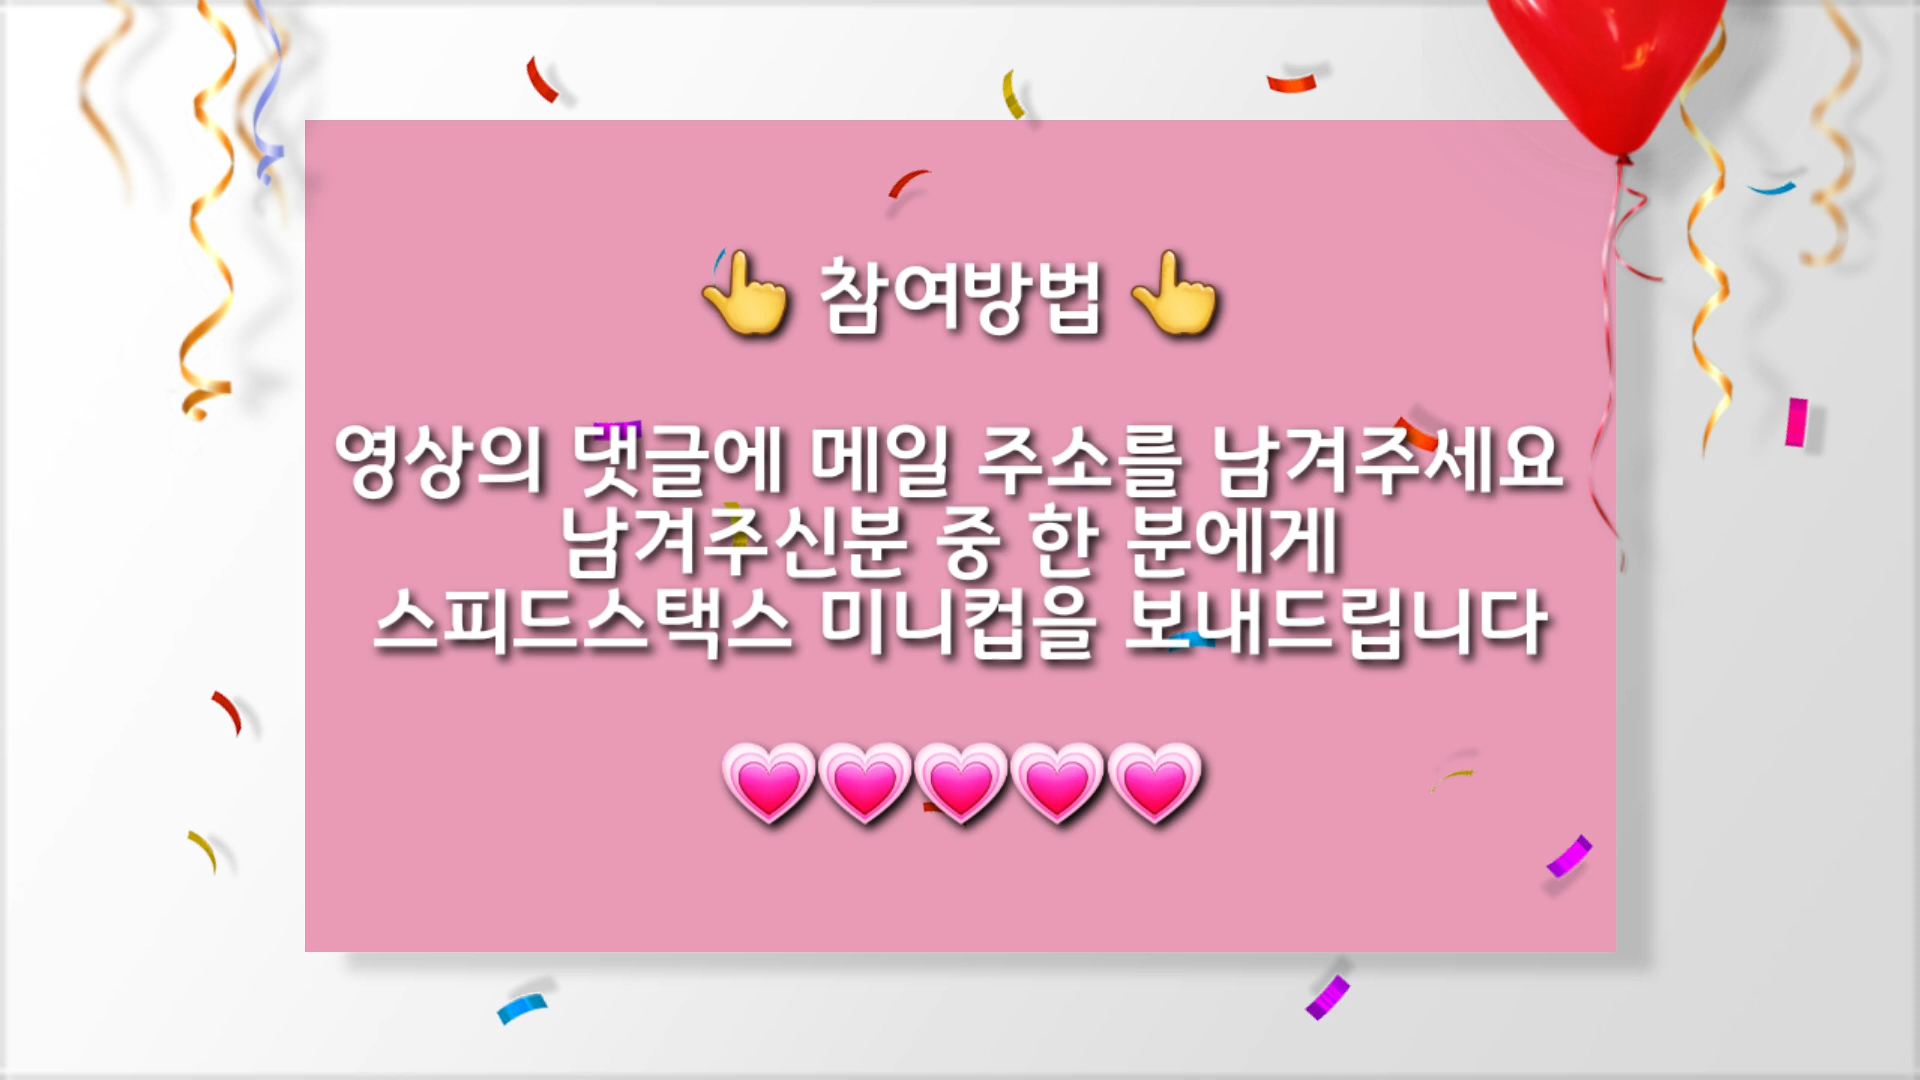 👆 참여방법 👆
영상의 댓글에 메일 주소를 남겨주세요
남겨주신분 중 한 분에게
스피드스택스 미니컵을 보내드립니다
💗💗💗💗💗